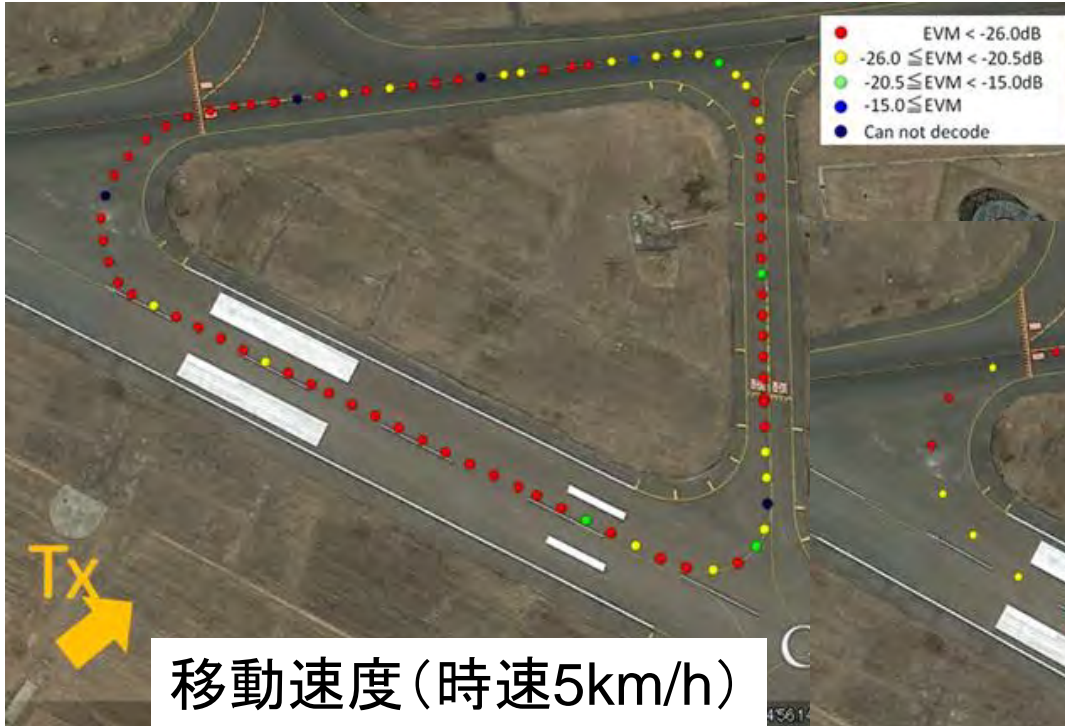 EVM < -26.0dB
-26.0 ≦EVM < -20.5dB
-20.5≦EVM < -15.0dB
-15.0≦EVM
Can not decode
Tx
移動速度(時速5km/h)